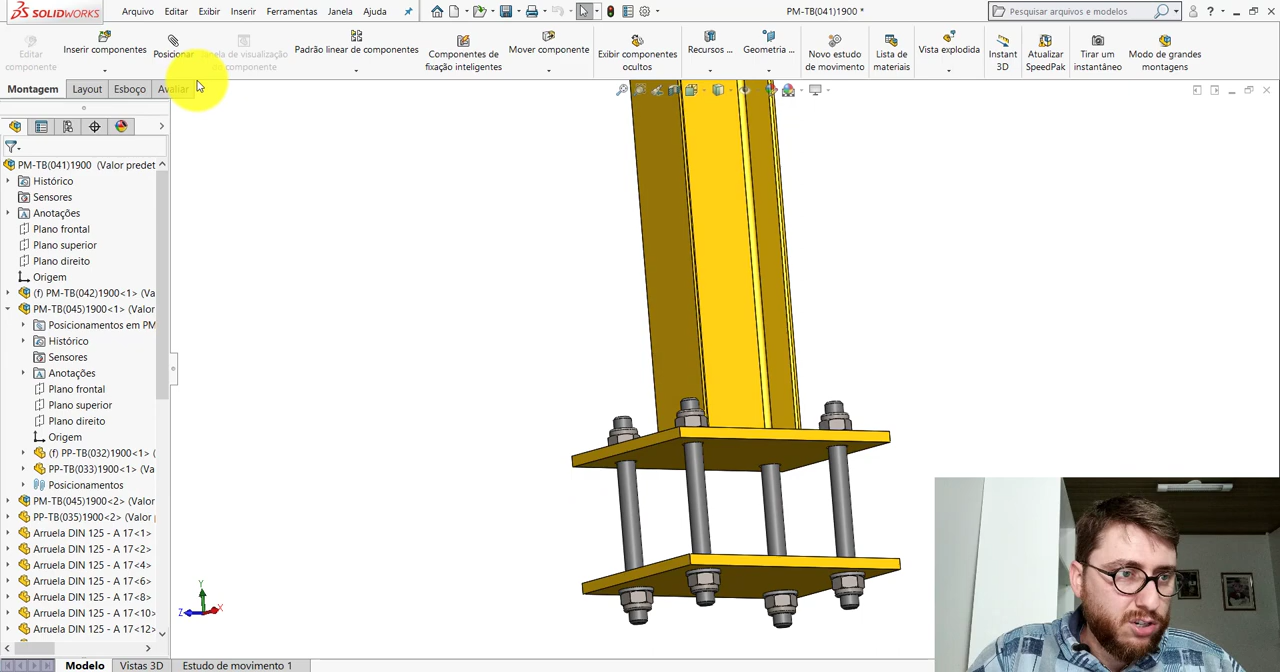 SOLIDWORKS
Arquivo Editar Exibir Inserir Ferramentas Janela Ajuda
PM-TB(041)1900 *
Pesquisar arquivos e modelos
Editar componente
Inserir componentes
Posicionar
de visualização
componente
Padrão linear de componentes
Componentes de fixação inteligentes
Mover componente
Exibir componentes ocultos
Recursos ...
Geometria ...
Novo estudo de movimento
Lista de materiais
Vista explodida
Instant 3D
Atualizar SpeedPak
Tirar um instantâneo
Modo de grandes montagens
Montagem Layout Esboço Avaliar
PM-TB(041)1900 (Valor predet
Histórico
Sensores
Anotações
Plano frontal
Plano superior
Plano direito
Origem
(f) PM-TB(042)1900<1> (Va
PM-TB(045)1900<1> (Valor
Posicionamentos em PM
Histórico
Sensores
Anotações
Plano frontal
Plano superior
Plano direito
Origem
(f) PP-TB(032)1900<1> (
PP-TB(033)1900<1> (Va
Posicionamentos
PM-TB(045)1900<2> (Valor
PP-TB(035)1900<2> (Valor p
Arruela DIN 125 - A 17<1>
Arruela DIN 125 - A 17<2>
Arruela DIN 125 - A 17<4>
Arruela DIN 125 - A 17<6>
Arruela DIN 125 - A 17<8>
Arruela DIN 125 - A 17<10>
Arruela DIN 125 - A 17<12>
Y
Z
X
Modelo Vistas 3D Estudo de movimento 1